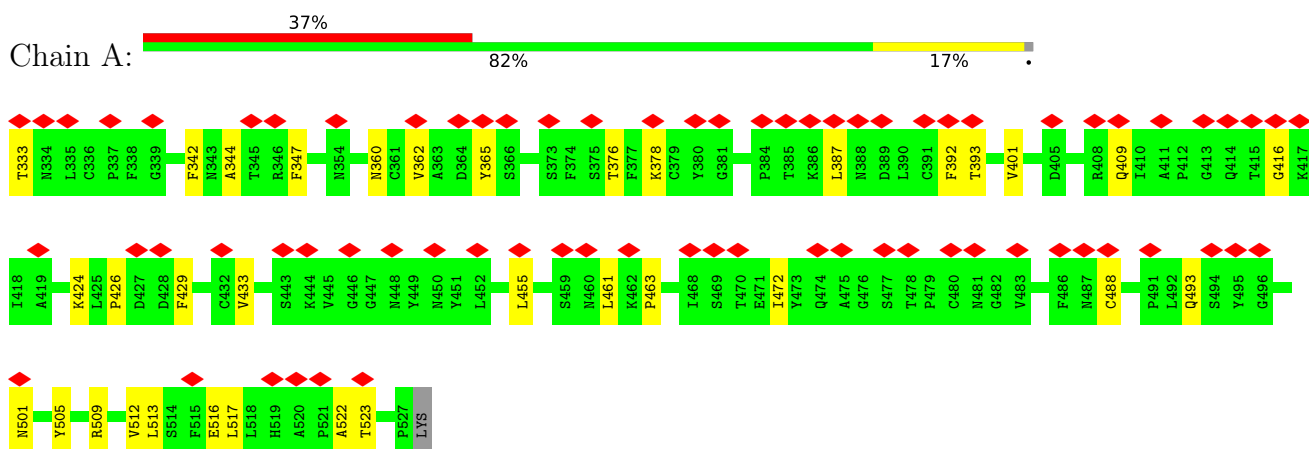 37%
Chain A:
82% 17% •
T333 N334 L335 C336 P337 F338 G339 F342 N343 A344 T345 R346 F347 N354 N360 C361 V362 A363 D364 Y365 S366 S373 F374 S375 T376 F377 K378 C379 Y380 G381 P384 T385 K386 L387 N388 D389 L390 C391 F392 T393 V401 D405 R408 Q409 I410 A411 P412 G413 Q414 T415 G416 K417
I418 A419 K424 L425 P426 D427 D428 F429 C432 V433 S443 K444 V445 G446 G447 N448 Y449 N450 Y451 L452 L455 S459 N460 L461 K462 P463 I468 S469 T470 E471 I472 Y473 Q474 A475 G476 S477 T478 P479 C480 N481 G482 V483 F486 N487 C488 P491 L492 Q493 S494 Y495 G496
N501 Y505 R509 V512 L513 S514 F515 E516 L517 L518 H519 A520 P521 A522 T523 P527 LYS